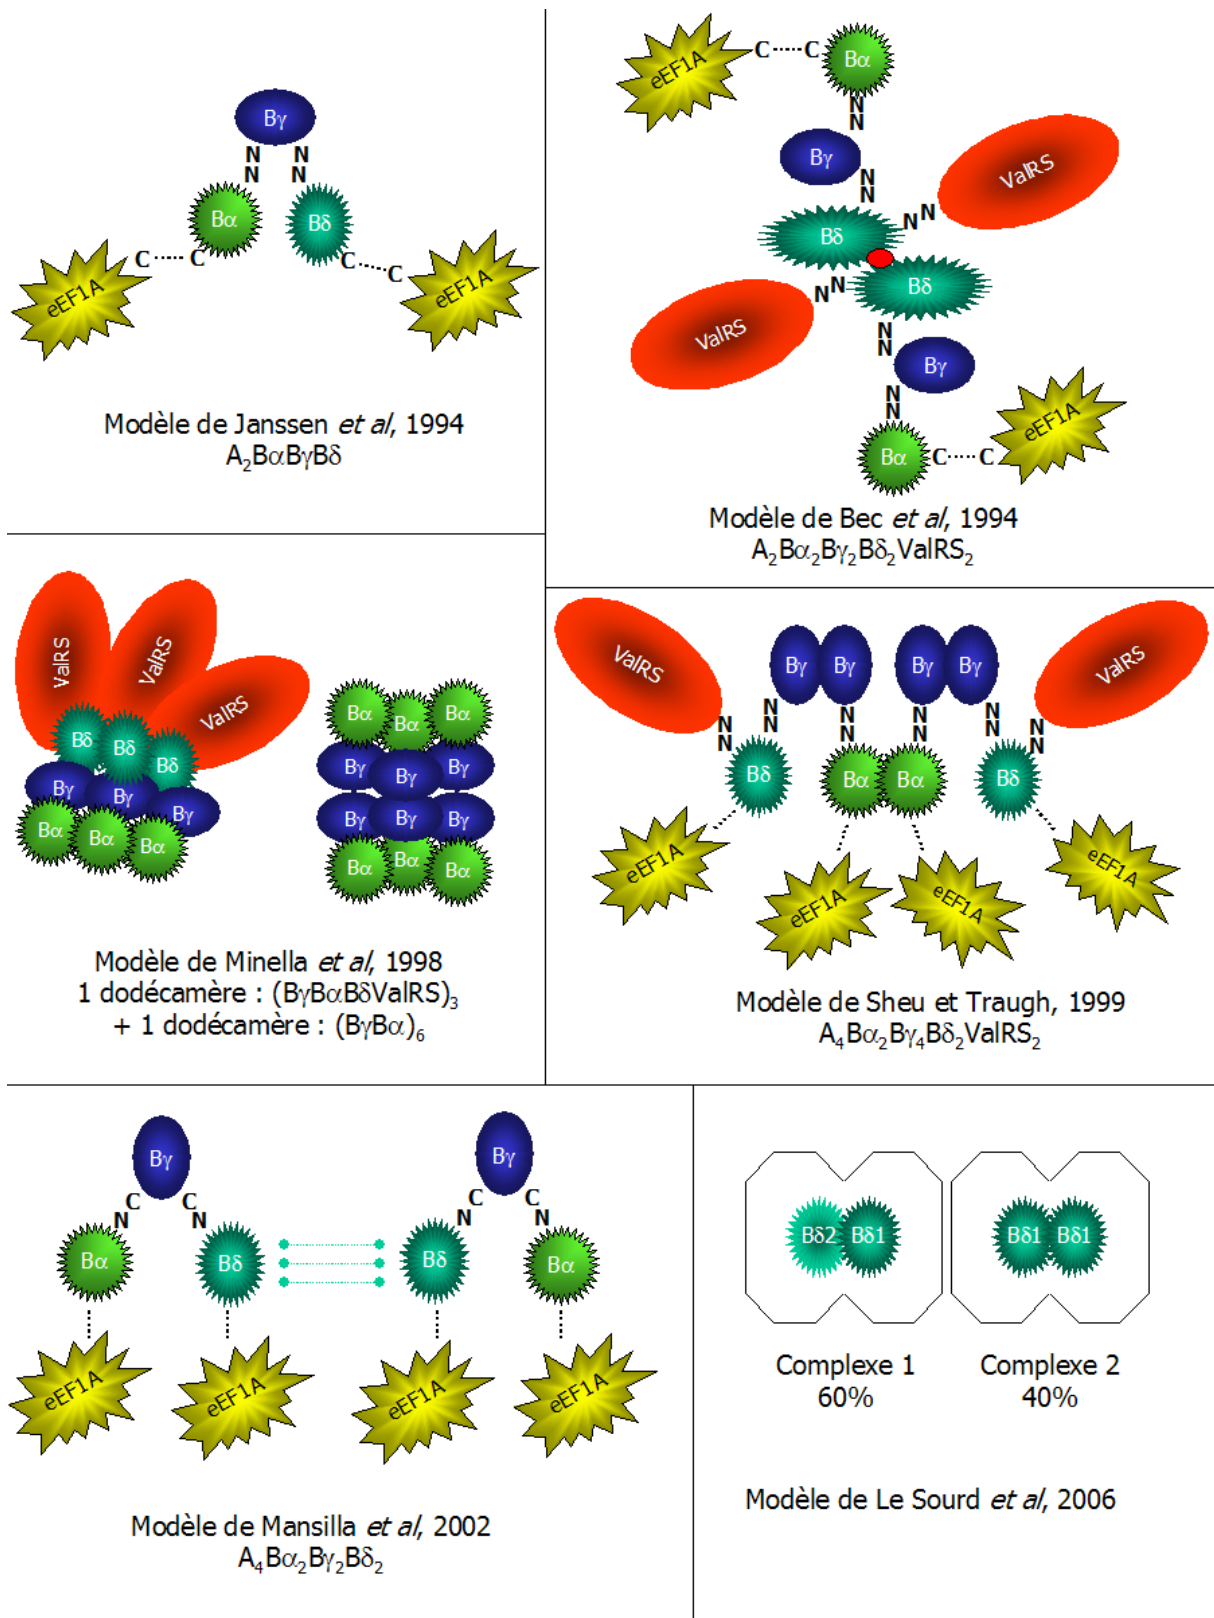 Bγ
N N
N N
Bα Bδ
C ····· C C ····· C
eEF1A eEF1A
Modèle de Janssen et al, 1994
A₂BαBγBδ
eEF1A C ····· C Bα
N
N
Bγ
N
N
ValRS
N N
Bδ
Bδ
N N
ValRS
N
N
Bγ
N
N
eEF1A
Bα C ····· C
Modèle de Bec et al, 1994
A₂Bα₂Bγ₂Bδ₂ValRS₂
ValRS ValRS ValRS
Bδ Bδ Bδ
Bγ Bγ Bγ
Bα Bα Bα
Bα Bα Bα
Bγ Bγ Bγ
Bγ Bγ Bγ
Bα Bα Bα
Modèle de Minella et al, 1998
1 dodécamère : (BγBαBδValRS)₃
+ 1 dodécamère : (BγBα)₆
ValRS Bγ Bγ Bγ Bγ ValRS
N N N N N N
N N N N N N
Bδ Bα Bα Bδ
eEF1A eEF1A eEF1A eEF1A
Modèle de Sheu et Traugh, 1999
A₄Bα₂Bγ₄Bδ₂ValRS₂
Bγ Bγ
C C C C
N N N N
Bα Bδ Bδ Bα
eEF1A eEF1A eEF1A eEF1A
Modèle de Mansilla et al, 2002
A₄Bα₂Bγ₂Bδ₂
Bδ2 Bδ1 Bδ1 Bδ1
Complexe 1 Complexe 2
60% 40%
Modèle de Le Sourd et al, 2006